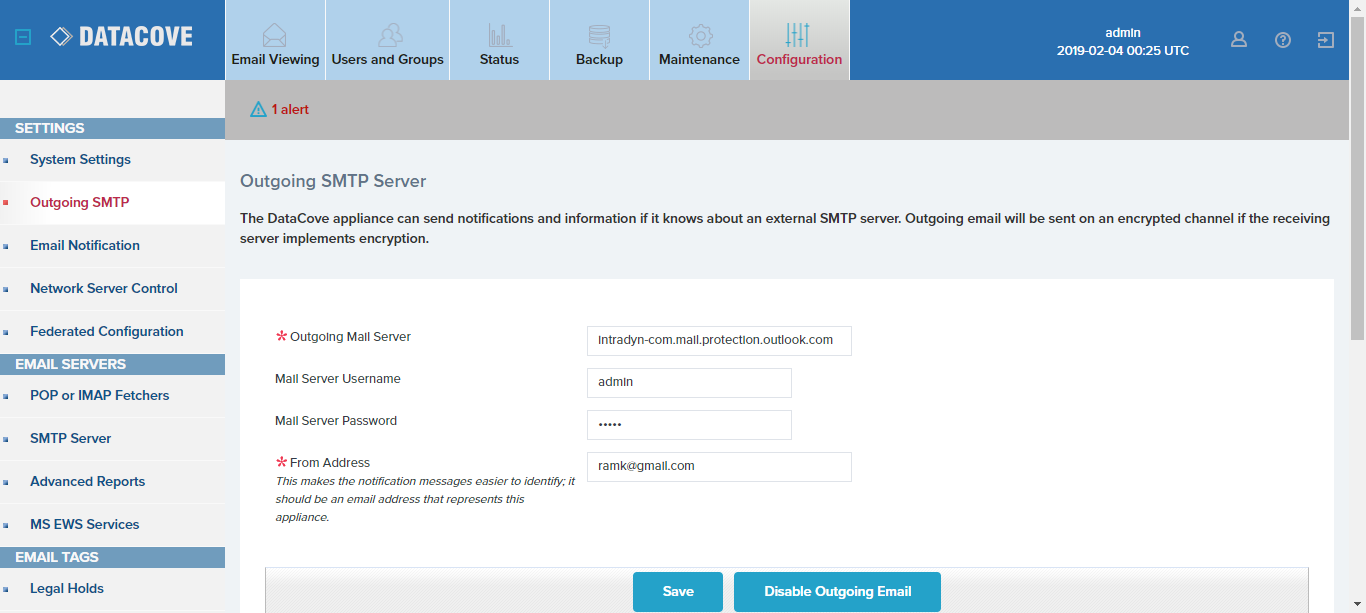 DATACOVE
Email Viewing
Users and Groups
Status
Backup
Maintenance
Configuration
admin
2019-02-04 00:25 UTC
1 alert
SETTINGS
System Settings
Outgoing SMTP
Email Notification
Network Server Control
Federated Configuration
EMAIL SERVERS
POP or IMAP Fetchers
SMTP Server
Advanced Reports
MS EWS Services
EMAIL TAGS
Legal Holds
Outgoing SMTP Server
The DataCove appliance can send notifications and information if it knows about an external SMTP server. Outgoing email will be sent on an encrypted channel if the receiving
server implements encryption.
* Outgoing Mail Server
intradyn-com.mail.protection.outlook.com
Mail Server Username
admin
Mail Server Password
•••••
* From Address
ramk@gmail.com
This makes the notification messages easier to identify; it
should be an email address that represents this
appliance.
Save
Disable Outgoing Email